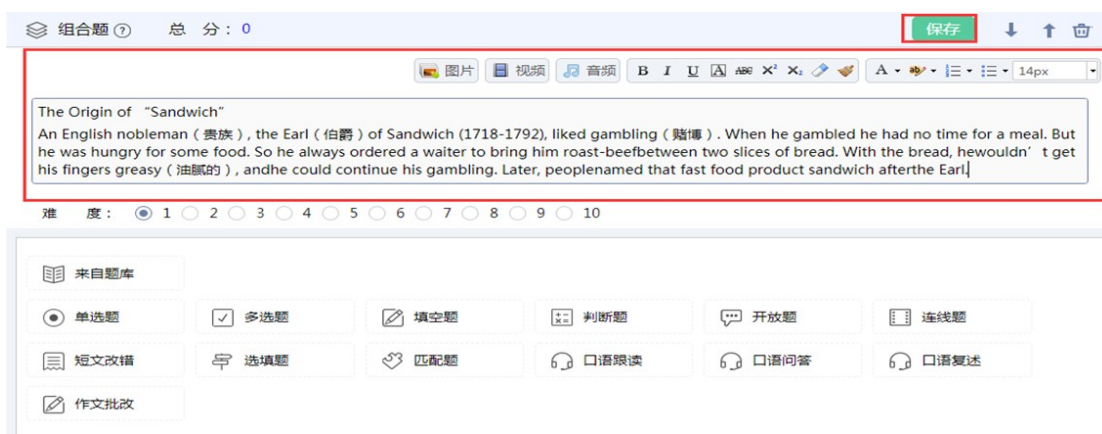 组合题 ? 总 分：0 保存
图片 视频 音频 B I U A ABC X² X₂ A ab 14px
The Origin of “Sandwich”
An English nobleman（贵族）, the Earl（伯爵）of Sandwich (1718-1792), liked gambling（赌博）. When he gambled he had no time for a meal. But
he was hungry for some food. So he always ordered a waiter to bring him roast-beefbetween two slices of bread. With the bread, hewouldn’t get
his fingers greasy（油腻的）, andhe could continue his gambling. Later, peoplenamed that fast food product sandwich afterthe Earl.
难 度： 1 2 3 4 5 6 7 8 9 10
来自题库
单选题 多选题 填空题 判断题 开放题 连线题
短文改错 选填题 匹配题 口语跟读 口语问答 口语复述
作文批改